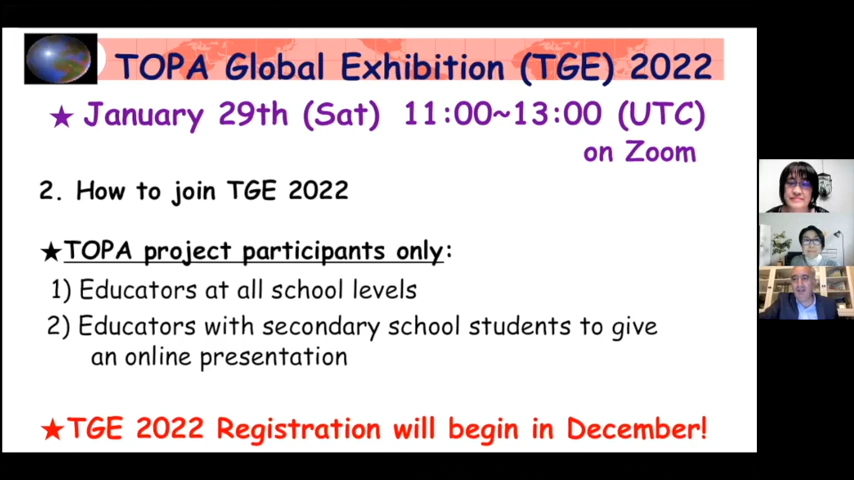 TOPA Global Exhibition (TGE) 2022
★ January 29th (Sat) 11:00~13:00 (UTC)
on Zoom
2. How to join TGE 2022
★TOPA project participants only:
1) Educators at all school levels
2) Educators with secondary school students to give
an online presentation
★TGE 2022 Registration will begin in December!